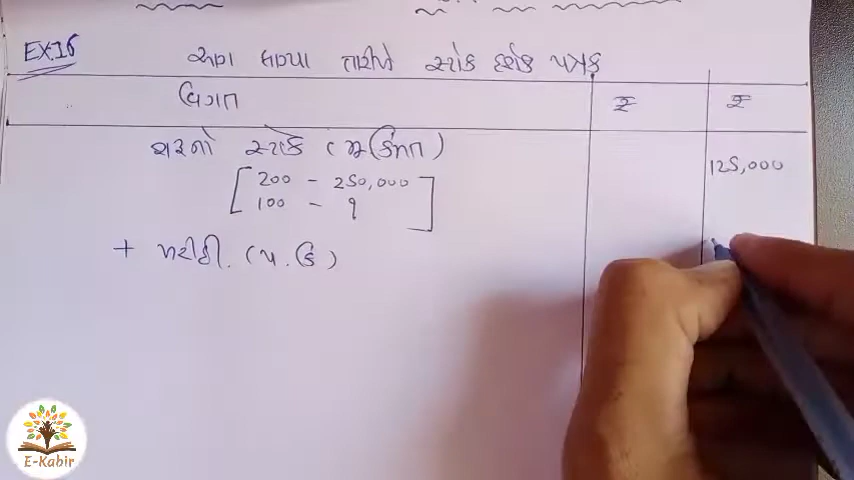 EX:16
આગ લાગ્યા તારીખે સ્ટોક દર્શક પત્રક
વિગત ₹ ₹
શરૂનો સ્ટોક (મૂ.કિંમત) 125,000
200 - 250,000
100 - ?
+ ખરીદી. (પ.કિં)
E-Kabir